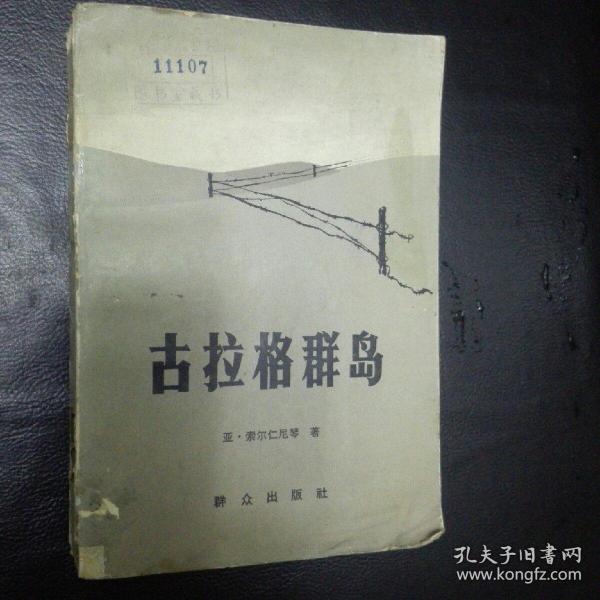 11107
古拉格群岛
亚·索尔仁尼琴 著
群众出版社
孔夫子旧書网
www.kongfz.com